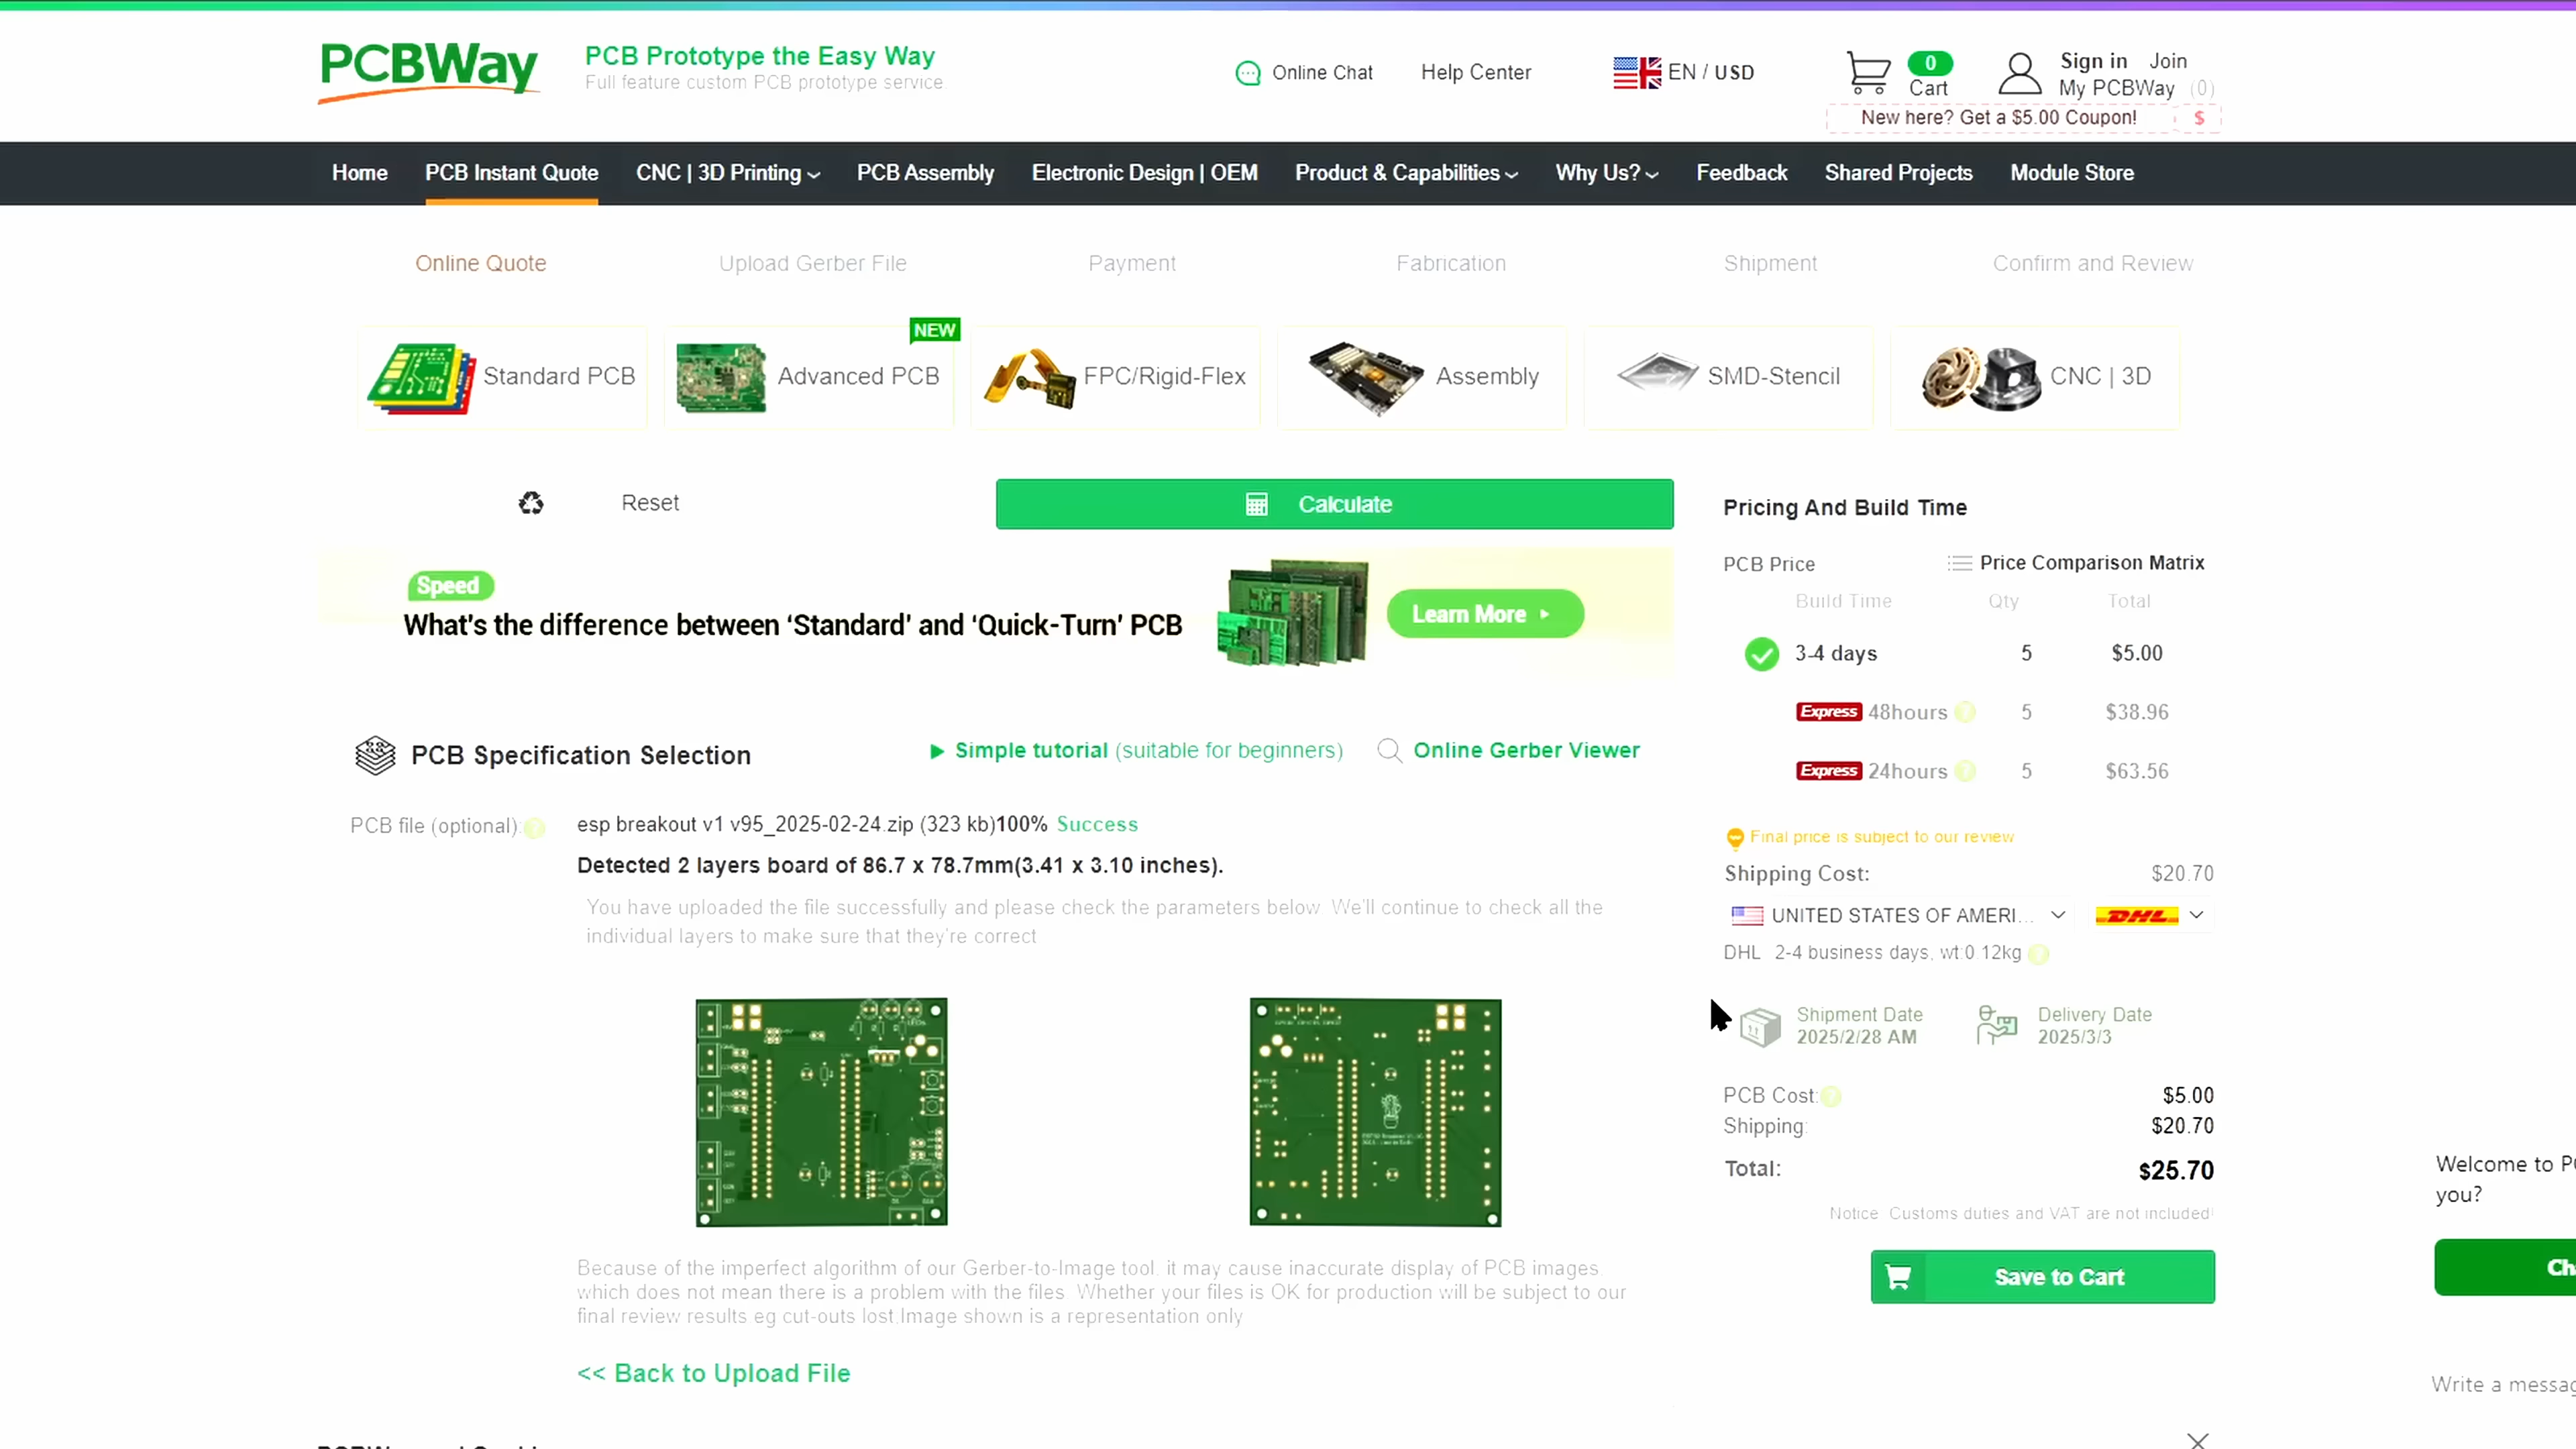 PCBWay
PCB Prototype the Easy Way
Full feature custom PCB prototype service.
Online Chat
Help Center
EN / USD
0
Cart
Sign in Join
My PCBWay (0)
New here? Get a $5.00 Coupon! $
Home PCB Instant Quote CNC | 3D Printing PCB Assembly Electronic Design | OEM Product & Capabilities Why Us? Feedback Shared Projects Module Store
Online Quote Upload Gerber File Payment Fabrication Shipment Confirm and Review
NEW
Standard PCB Advanced PCB FPC/Rigid-Flex Assembly SMD-Stencil CNC | 3D
Reset
Calculate
Speed
What's the difference between ‘Standard’ and ‘Quick-Turn’ PCB
Learn More
PCB Specification Selection
Simple tutorial (suitable for beginners)
Online Gerber Viewer
PCB file (optional):
esp breakout v1 v95_2025-02-24.zip (323 kb)100% Success
Detected 2 layers board of 86.7 x 78.7mm(3.41 x 3.10 inches).
You have uploaded the file successfully and please check the parameters below. We'll continue to check all the
individual layers to make sure that they're correct
Because of the imperfect algorithm of our Gerber-to-Image tool, it may cause inaccurate display of PCB images,
which does not mean there is a problem with the files. Whether your files is OK for production will be subject to our
final review results eg cut-outs lost.Image shown is a representation only
<< Back to Upload File
Pricing And Build Time
PCB Price
Price Comparison Matrix
Build Time Qty Total
3-4 days 5 $5.00
Express 48hours 5 $38.96
Express 24hours 5 $63.56
Final price is subject to our review
Shipping Cost: $20.70
UNITED STATES OF AMERI...
DHL
DHL 2-4 business days, wt:0.12kg
Shipment Date
2025/2/28 AM
Delivery Date
2025/3/3
PCB Cost: $5.00
Shipping: $20.70
Total: $25.70
Notice: Customs duties and VAT are not included!
Save to Cart
Welcome to P
you?
Ch
Write a messa